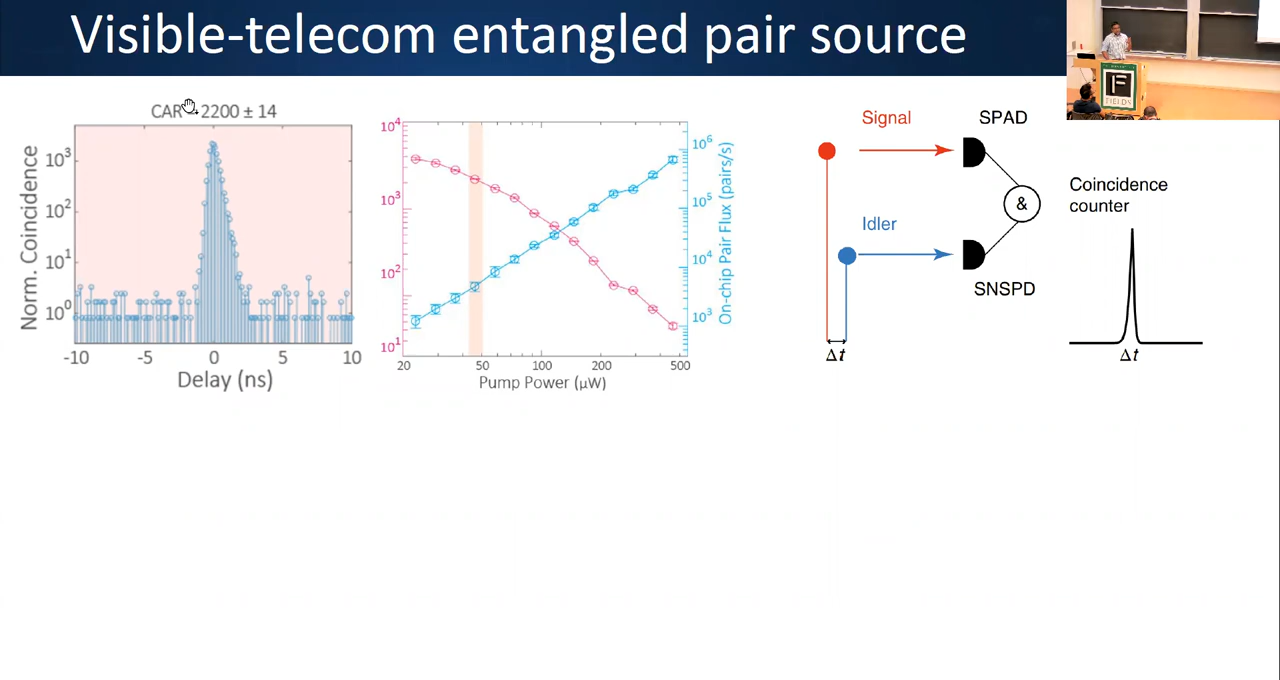 Visible-telecom entangled pair source
FIELDS
CAR 2200 ± 14
Norm. Coincidence
10³
10²
10¹
10⁰
-10 -5 0 5 10
Delay (ns)
10⁴
10³
10²
10¹
10⁶
10⁵
10⁴
10³
On-chip Pair Flux (pairs/s)
20 50 100 200 500
Pump Power (µW)
Signal
SPAD
&
Idler
SNSPD
Δt
Coincidence
counter
Δt